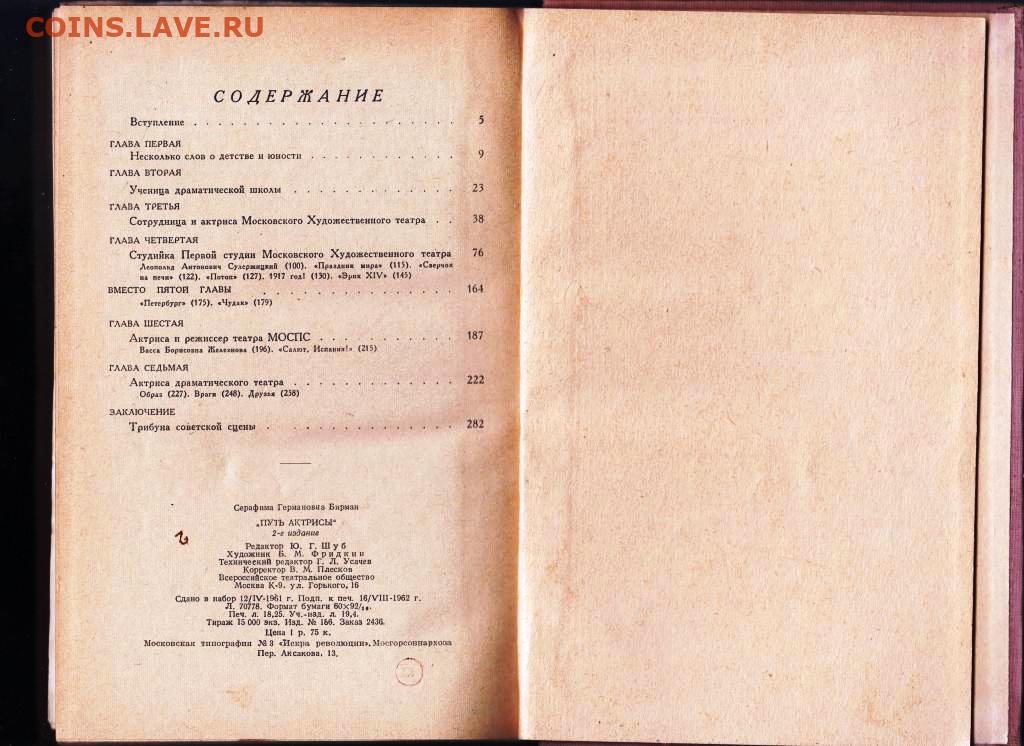 COINS.LAVE.RU
СОДЕРЖАНИЕ
Вступление . . . . . . . . . . . . . . . . . . . 5
ГЛАВА ПЕРВАЯ
Несколько слов о детстве и юности . . . . . . . . . . . 9
ГЛАВА ВТОРАЯ
Ученица драматической школы . . . . . . . . . . . . 23
ГЛАВА ТРЕТЬЯ
Сотрудница и актриса Московского Художественного театра . . 38
ГЛАВА ЧЕТВЕРТАЯ
Студийка Первой студии Московского Художественного театра 76
Леопольд Антонович Сулержицкий (100). «Праздник мира» (115). «Сверчок
на печи» (122). «Потоп» (127). 1917 год! (130). «Эрик XIV» (145)
ВМЕСТО ПЯТОЙ ГЛАВЫ . . . . . . . . . . . . . . 164
«Петербург» (175). «Чудак» (179)
ГЛАВА ШЕСТАЯ
Актриса и режиссер театра МОСПС . . . . . . . . . . 187
Васса Борисовна Железнова (196). «Салют, Испания!» (215)
ГЛАВА СЕДЬМАЯ
Актриса драматического театра . . . . . . . . . . . . 222
Образ (227). Враги (248). Друзья (258)
ЗАКЛЮЧЕНИЕ
Трибуна советской сцены . . . . . . . . . . . . . . 282
Серафима Германовна Бирман
„ПУТЬ АКТРИСЫ"
2-е издание
Редактор Ю. Г. Шуб
Художник Б. М. Фридкин
Технический редактор Г. Л. Усачев
Корректор В. М. Плесков
Всероссийское театральное общество
Москва К-9. ул. Горького, 16
Сдано в набор 12/IV-1961 г. Подп. к печ. 16/VIII-1962 г.
Л. 70778. Формат бумаги 60×92/₁₆.
Печ. л. 18,25. Уч.-изд. л. 19,4.
Тираж 15 000 экз. Изд. № 186. Заказ 2436.
Цена 1 р. 75 к.
Московская типография № 3 «Искра революции», Мосгорсовнархоза
Пер. Аксакова, 13.